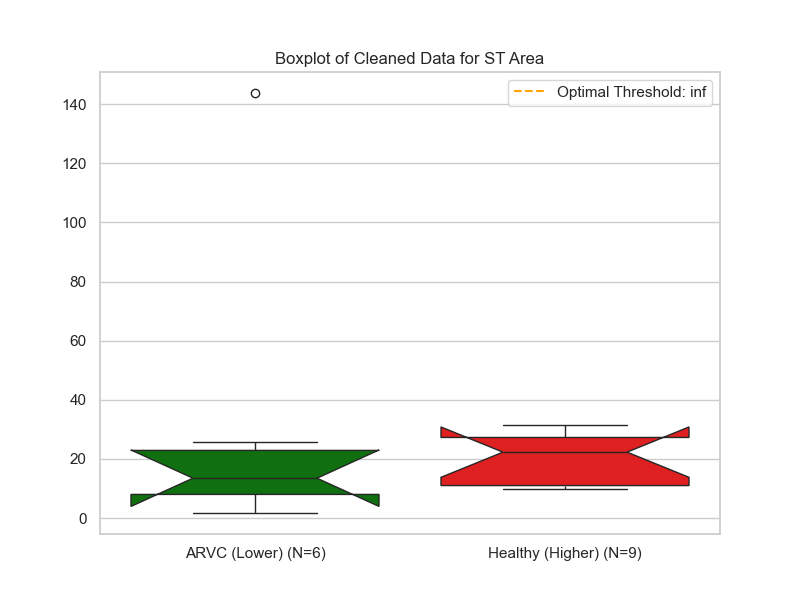 Boxplot of Cleaned Data for ST Area
Optimal Threshold: inf
140
120
100
80
60
40
20
0
ARVC (Lower) (N=6)
Healthy (Higher) (N=9)